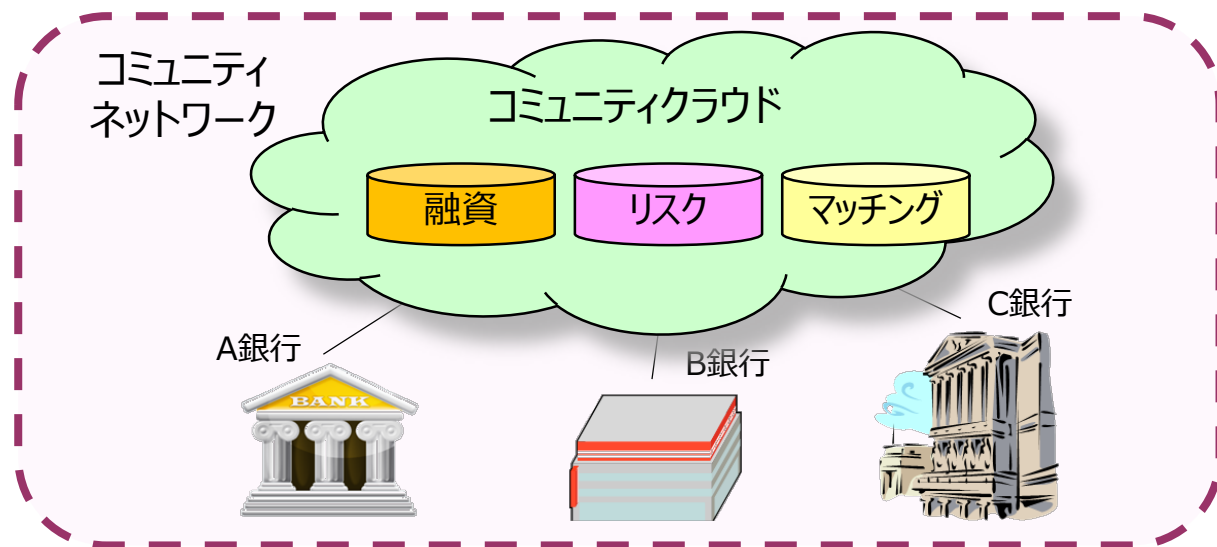 コミュニティ
ネットワーク
コミュニティクラウド
融資
リスク
マッチング
A銀行
B銀行
C銀行
BANK